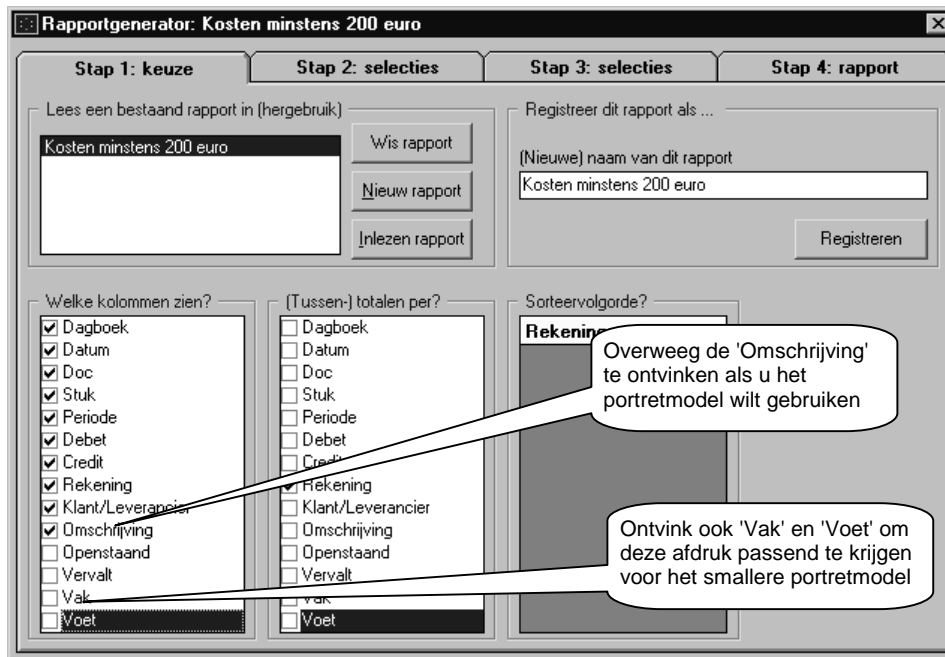 Rapportgenerator: Kosten minstens 200 euro
Stap 1: keuze
Stap 2: selecties
Stap 3: selecties
Stap 4: rapport
Lees een bestaand rapport in (hergebruik)
Kosten minstens 200 euro
Wis rapport
Nieuw rapport
Inlezen rapport
Registreer dit rapport als ...
(Nieuwe) naam van dit rapport
Kosten minstens 200 euro
Registreren
Welke kolommen zien?
Dagboek
Datum
Doc
Stuk
Periode
Debet
Credit
Rekening
Klant/Leverancier
Omschrijving
Openstaand
Vervalt
Vak
Voet
(Tussen-) totalen per?
Dagboek
Datum
Doc
Stuk
Periode
Debet
Credit
Rekening
Klant/Leverancier
Omschrijving
Openstaand
Vervalt
Vak
Voet
Sorteervolgorde?
Rekening
Overweeg de 'Omschrijving'
te ontvinken als u het
portretmodel wilt gebruiken
Ontvink ook 'Vak' en 'Voet' om
deze afdruk passend te krijgen
voor het smallere portretmodel